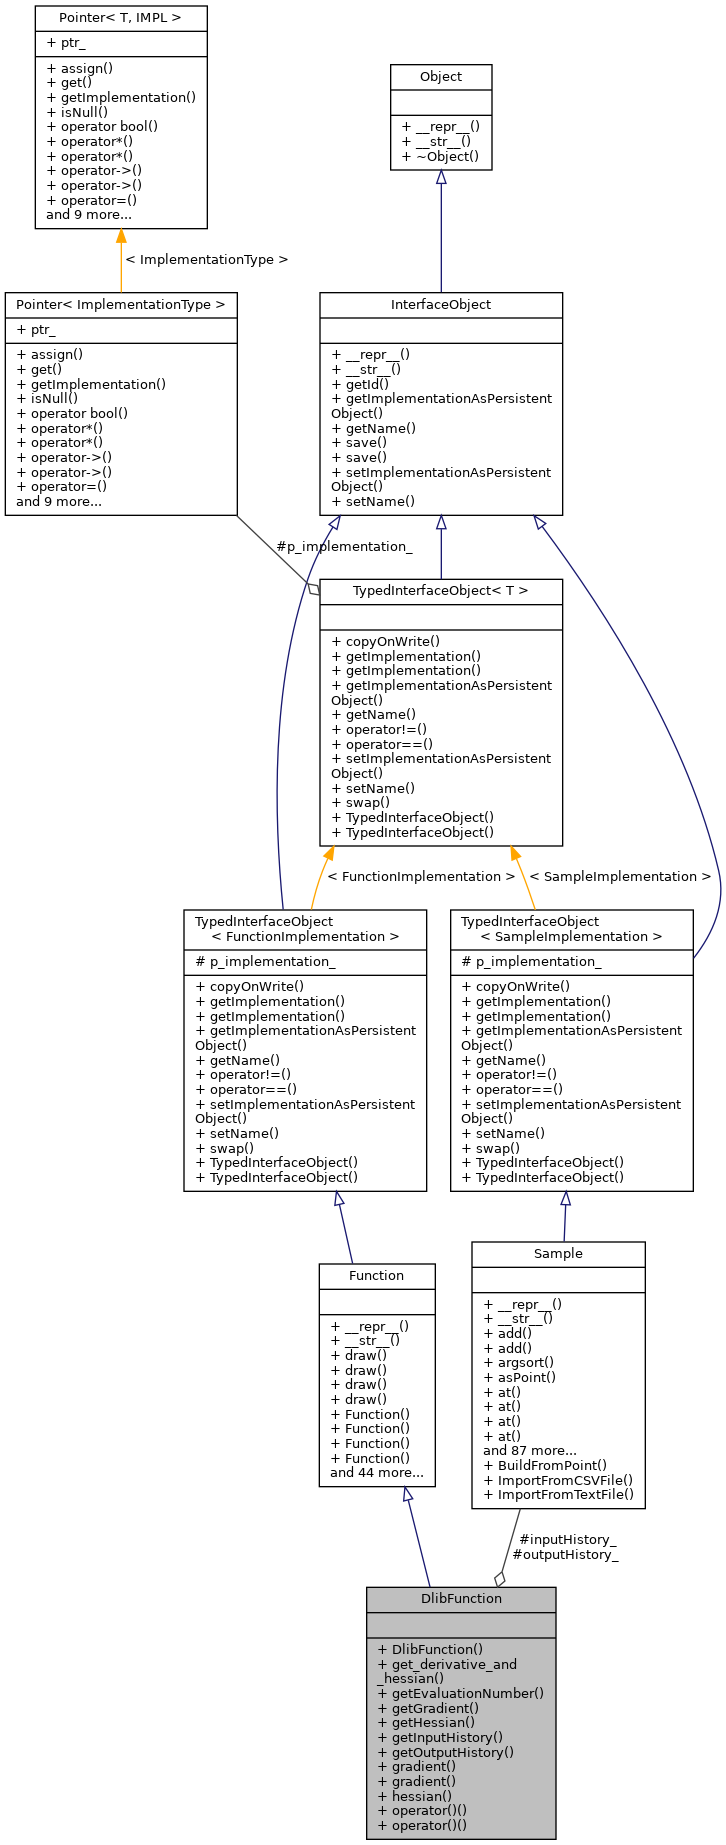 Pointer< T, IMPL >
+ ptr_
+ assign()
+ get()
+ getImplementation()
+ isNull()
+ operator bool()
+ operator*()
+ operator*()
+ operator->()
+ operator->()
+ operator=()
and 9 more...
Object
+ __repr__()
+ __str__()
+ ~Object()
< ImplementationType >
Pointer< ImplementationType >
+ ptr_
+ assign()
+ get()
+ getImplementation()
+ isNull()
+ operator bool()
+ operator*()
+ operator*()
+ operator->()
+ operator->()
+ operator=()
and 9 more...
InterfaceObject
+ __repr__()
+ __str__()
+ getId()
+ getImplementationAsPersistent
Object()
+ getName()
+ save()
+ save()
+ setImplementationAsPersistent
Object()
+ setName()
#p_implementation_
TypedInterfaceObject< T >
+ copyOnWrite()
+ getImplementation()
+ getImplementation()
+ getImplementationAsPersistent
Object()
+ getName()
+ operator!=()
+ operator==()
+ setImplementationAsPersistent
Object()
+ setName()
+ swap()
+ TypedInterfaceObject()
+ TypedInterfaceObject()
< FunctionImplementation >
< SampleImplementation >
TypedInterfaceObject
< FunctionImplementation >
# p_implementation_
+ copyOnWrite()
+ getImplementation()
+ getImplementation()
+ getImplementationAsPersistent
Object()
+ getName()
+ operator!=()
+ operator==()
+ setImplementationAsPersistent
Object()
+ setName()
+ swap()
+ TypedInterfaceObject()
+ TypedInterfaceObject()
TypedInterfaceObject
< SampleImplementation >
# p_implementation_
+ copyOnWrite()
+ getImplementation()
+ getImplementation()
+ getImplementationAsPersistent
Object()
+ getName()
+ operator!=()
+ operator==()
+ setImplementationAsPersistent
Object()
+ setName()
+ swap()
+ TypedInterfaceObject()
+ TypedInterfaceObject()
Function
+ __repr__()
+ __str__()
+ draw()
+ draw()
+ draw()
+ draw()
+ Function()
+ Function()
+ Function()
+ Function()
and 44 more...
Sample
+ __repr__()
+ __str__()
+ add()
+ add()
+ argsort()
+ asPoint()
+ at()
+ at()
+ at()
+ at()
and 87 more...
+ BuildFromPoint()
+ ImportFromCSVFile()
+ ImportFromTextFile()
#inputHistory_
#outputHistory_
DlibFunction
+ DlibFunction()
+ get_derivative_and
_hessian()
+ getEvaluationNumber()
+ getGradient()
+ getHessian()
+ getInputHistory()
+ getOutputHistory()
+ gradient()
+ gradient()
+ hessian()
+ operator()()
+ operator()()